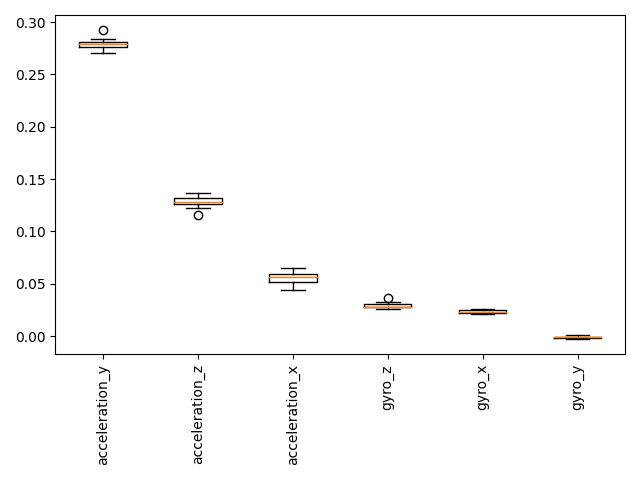 0.30
0.25
0.20
0.15
0.10
0.05
0.00
acceleration_y
acceleration_z
acceleration_x
gyro_z
gyro_x
gyro_y